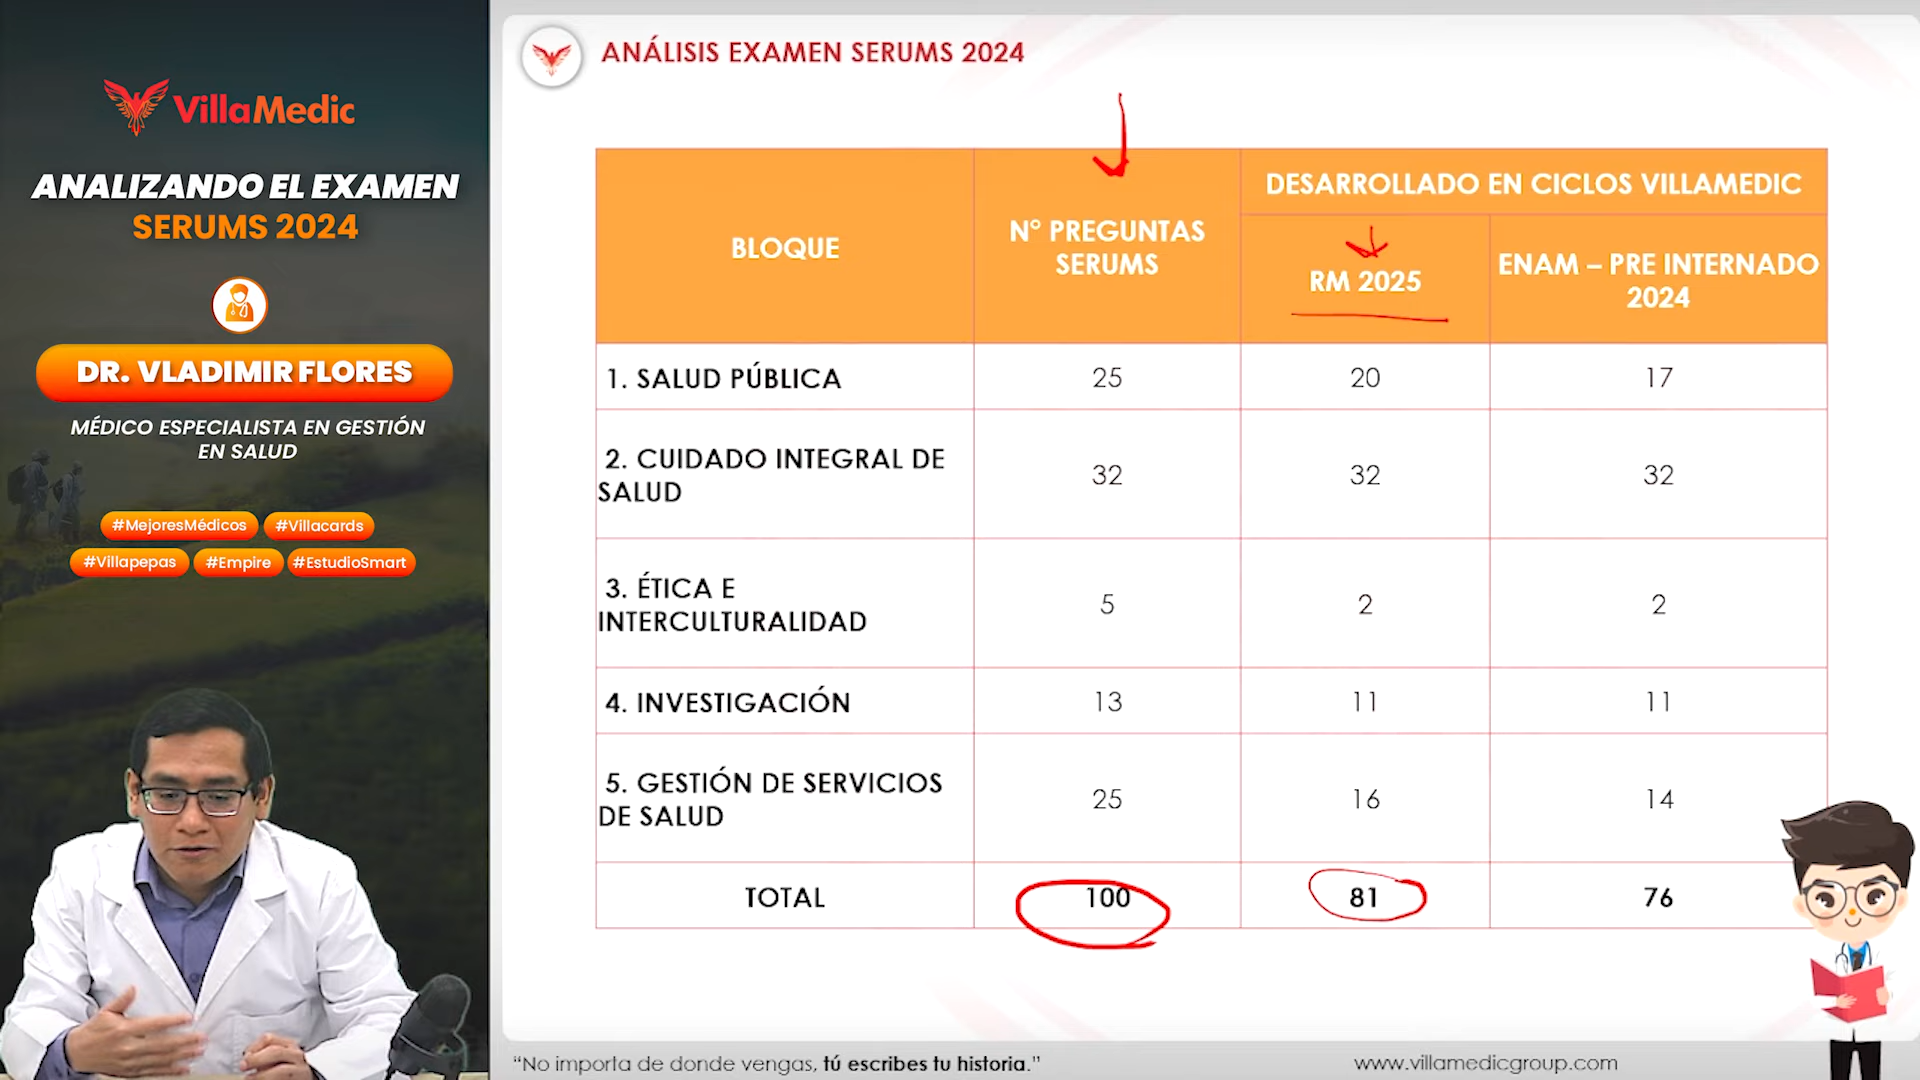 VillaMedic
ANALIZANDO EL EXAMEN
SERUMS 2024
DR. VLADIMIR FLORES
MÉDICO ESPECIALISTA EN GESTIÓN
EN SALUD
#MejoresMédicos #Villacards
#Villapepas #Empire #EstudioSmart
ANÁLISIS EXAMEN SERUMS 2024
BLOQUE
N° PREGUNTAS
SERUMS
DESARROLLADO EN CICLOS VILLAMEDIC
RM 2025
ENAM – PRE INTERNADO
2024
1. SALUD PÚBLICA 25 20 17
2. CUIDADO INTEGRAL DE
SALUD 32 32 32
3. ÉTICA E
INTERCULTURALIDAD 5 2 2
4. INVESTIGACIÓN 13 11 11
5. GESTIÓN DE SERVICIOS
DE SALUD 25 16 14
TOTAL 100 81 76
“No importa de donde vengas, tú escribes tu historia.”
www.villamedicgroup.com